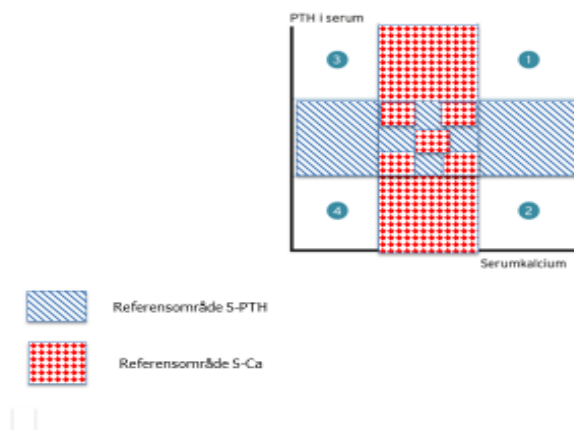 PTH i serum
3
1
4
2
Serumkalcium
Referensområde S-PTH
Referensområde S-Ca